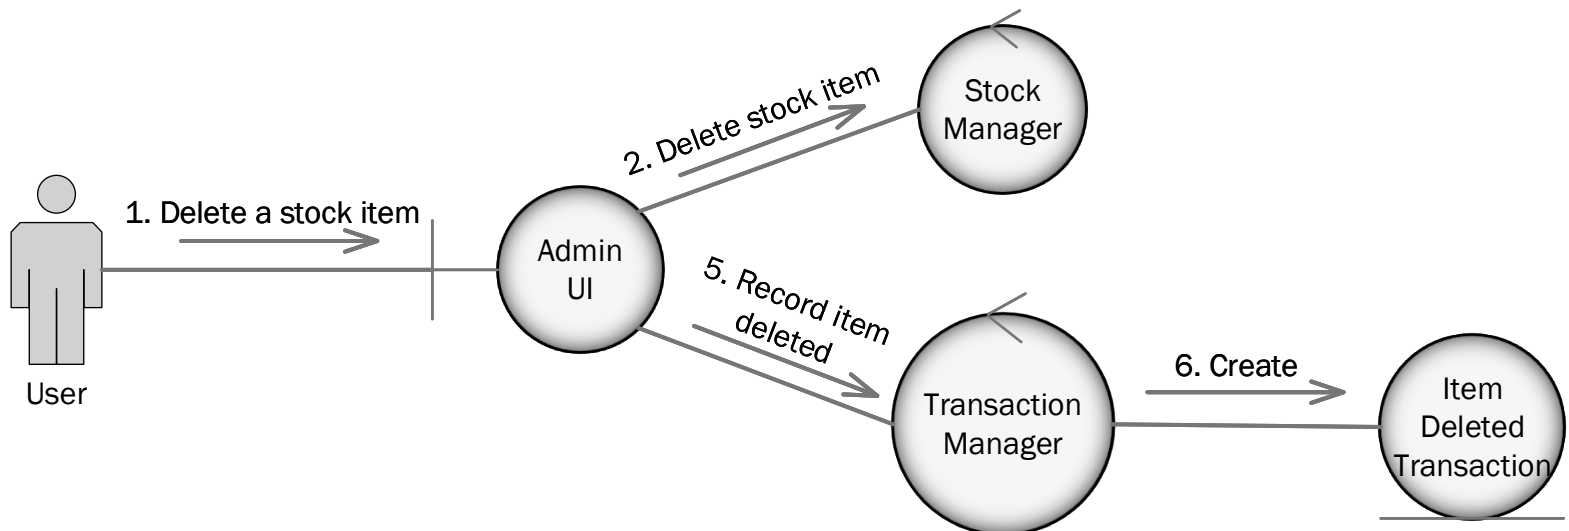 1. Delete a stock item
User
Admin
UI
2. Delete stock item
Stock
Manager
5. Record item
deleted
Transaction
Manager
6. Create
Item
Deleted
Transaction